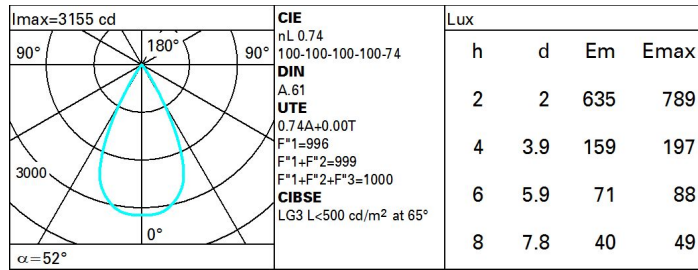 Imax=3155 cd
90° 180° 90°
3000
0°
α=52°
CIE
nL 0.74
100-100-100-100-74
DIN
A.61
UTE
0.74A+0.00T
F"1=996
F"1+F"2=999
F"1+F"2+F"3=1000
CIBSE
LG3 L<500 cd/m² at 65°
Lux
h d Em Emax
2 2 635 789
4 3.9 159 197
6 5.9 71 88
8 7.8 40 49